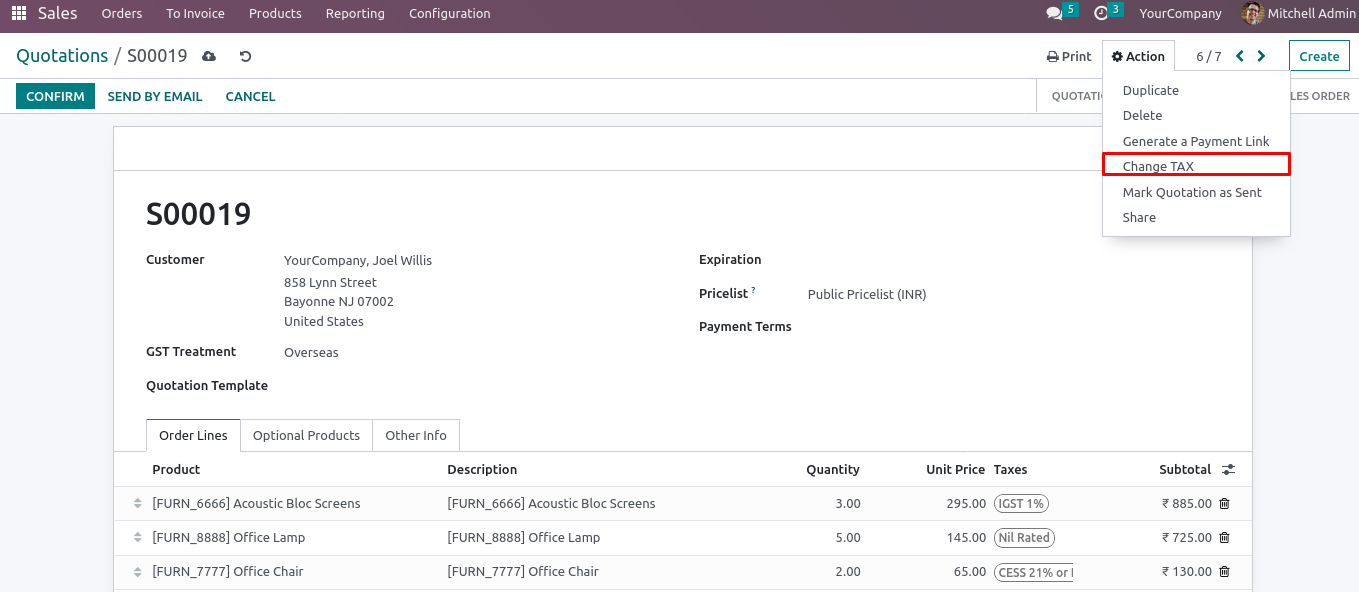 Sales Orders To Invoice Products Reporting Configuration 5 3 YourCompany Mitchell Admin
Quotations / S00019 Print Action 6 / 7 Create
CONFIRM SEND BY EMAIL CANCEL QUOTATI LES ORDER
Duplicate
Delete
Generate a Payment Link
Change TAX
Mark Quotation as Sent
Share
S00019
Customer YourCompany, Joel Willis
858 Lynn Street
Bayonne NJ 07002
United States
GST Treatment Overseas
Quotation Template
Expiration
Pricelist ? Public Pricelist (INR)
Payment Terms
Order Lines Optional Products Other Info
Product Description Quantity Unit Price Taxes Subtotal
[FURN_6666] Acoustic Bloc Screens [FURN_6666] Acoustic Bloc Screens 3.00 295.00 IGST 1% ₹ 885.00
[FURN_8888] Office Lamp [FURN_8888] Office Lamp 5.00 145.00 Nil Rated ₹ 725.00
[FURN_7777] Office Chair [FURN_7777] Office Chair 2.00 65.00 CESS 21% or ₹ 130.00